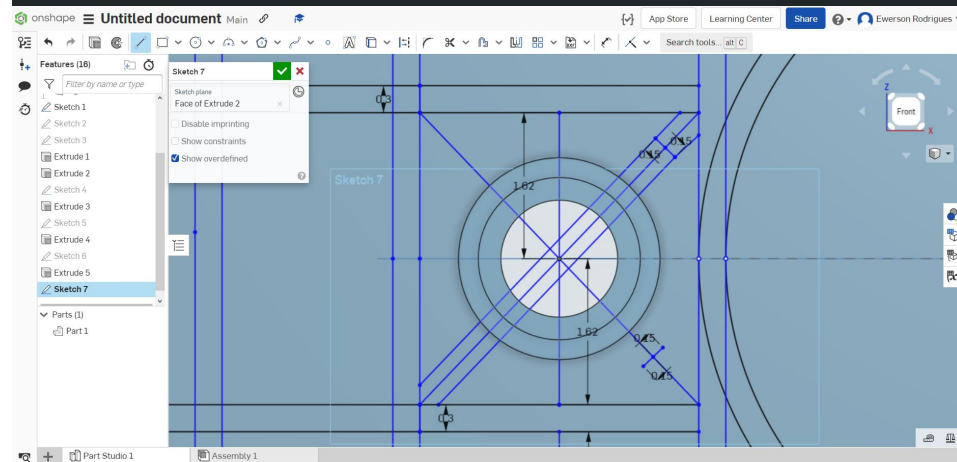 onshape Untitled document Main App Store Learning Center Share Ewerson Rodrigues
Search tools... alt C
Features (16)
Filter by name or type
Sketch 1
Sketch 2
Sketch 3
Extrude 1
Extrude 2
Sketch 4
Extrude 3
Sketch 5
Extrude 4
Sketch 6
Extrude 5
Sketch 7
Parts (1)
Part 1
Sketch 7
Sketch plane
Face of Extrude 2
Disable imprinting
Show constraints
Show overdefined
Sketch 7
0.3
1.62
0.15
0.15
1.62
0.15
0.15
0.3
Z
Front
X
Part Studio 1
Assembly 1